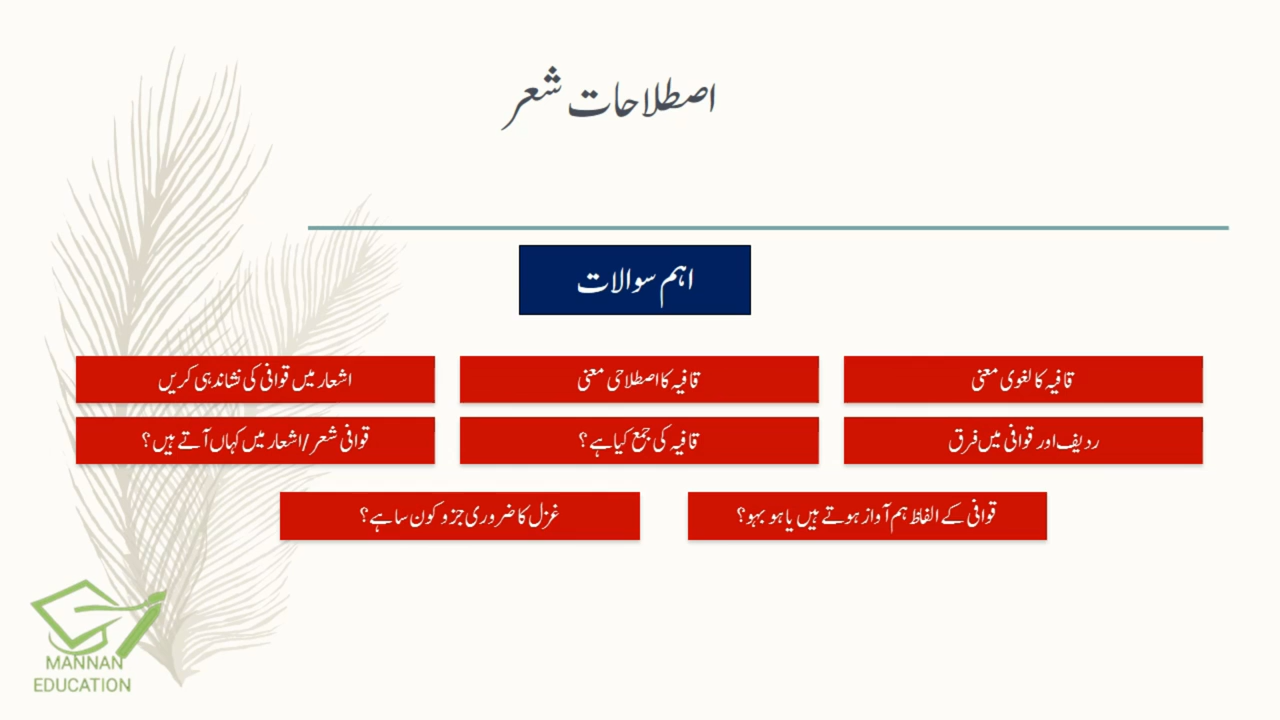 اصطلاحات شعر
اہم سوالات
قافیہ کا لغوی معنی
قافیہ کا اصطلاحی معنی
اشعار میں قوافی کی نشاندہی کریں
ردیف اور قوافی میں فرق
قافیہ کی جمع کیا ہے؟
قوافی شعر/اشعار میں کہاں آتے ہیں؟
قوافی کے الفاظ ہم آواز ہوتے ہیں یا ہو بہو؟
غزل کا ضروری جزو کون سا ہے؟
MANNAN
EDUCATION